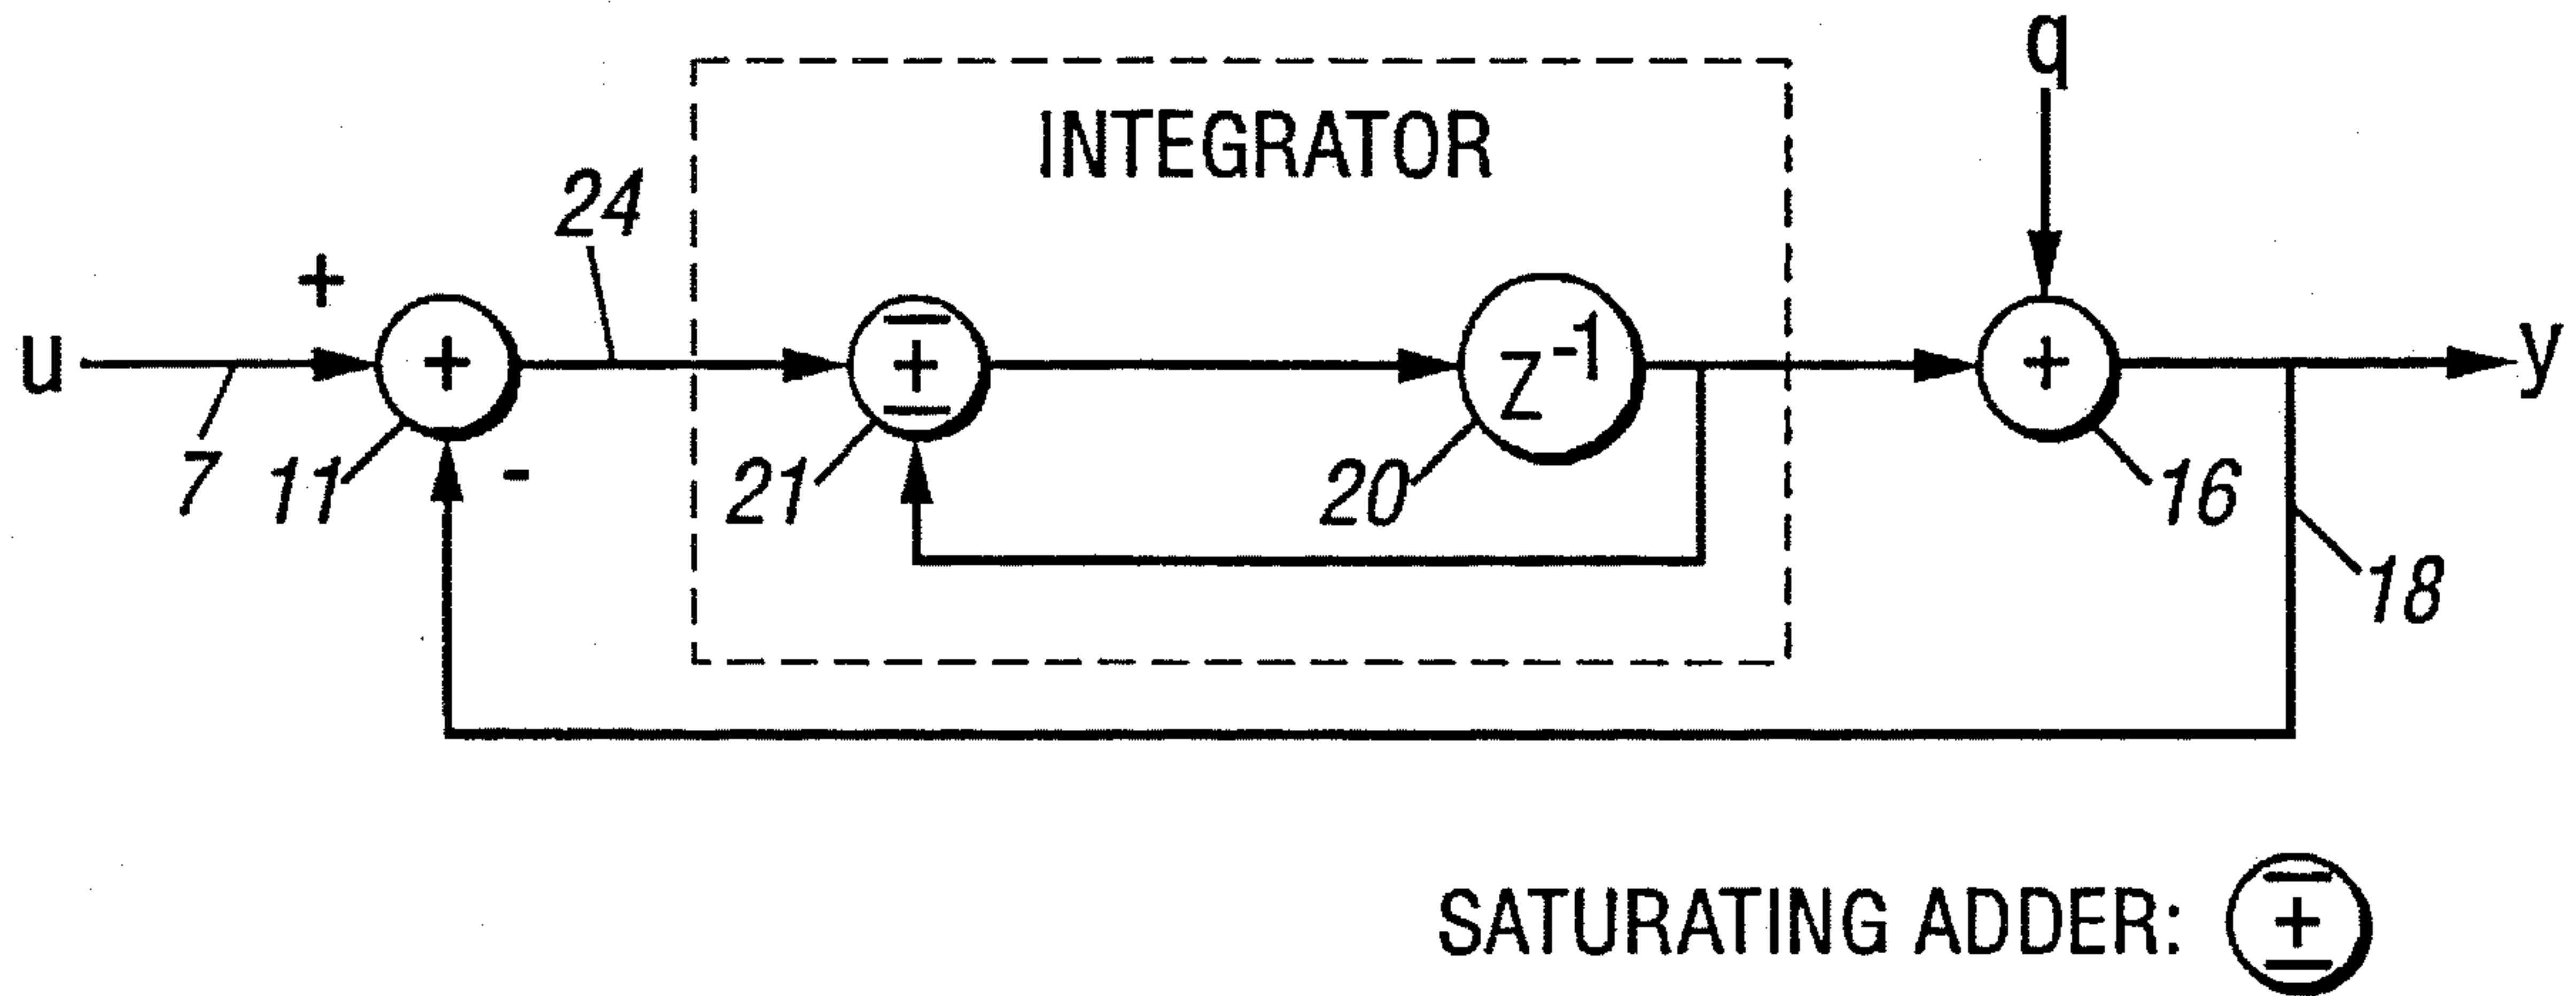 q
INTEGRATOR
24
+
u
+
+
z-1
+
y
7
11
-
21
20
16
18
SATURATING ADDER: +